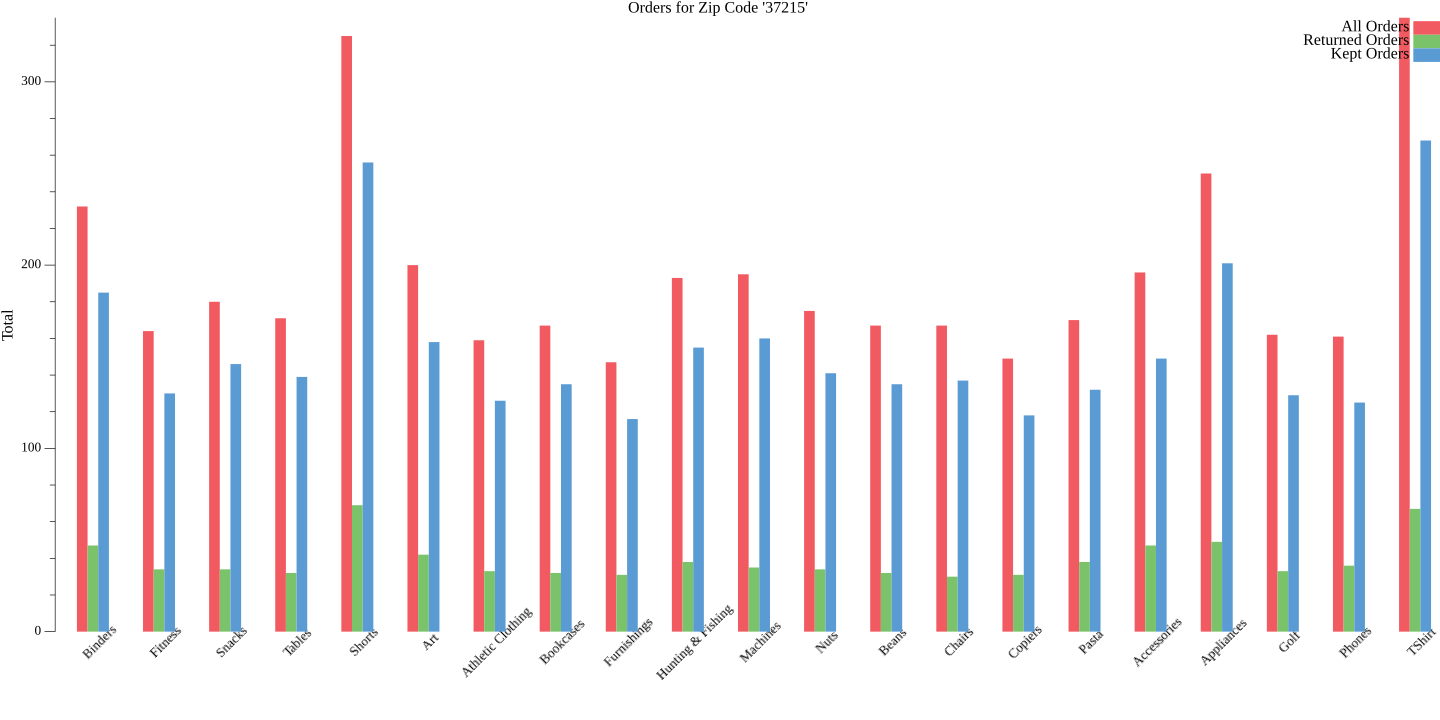 Orders for Zip Code '37215'
All Orders
Returned Orders
Kept Orders
Total
300
200
100
0
Binders
Fitness
Snacks
Tables
Shorts
Art
Athletic Clothing
Bookcases
Furnishings
Hunting & Fishing
Machines
Nuts
Beans
Chairs
Copiers
Pasta
Accessories
Appliances
Golf
Phones
TShirt